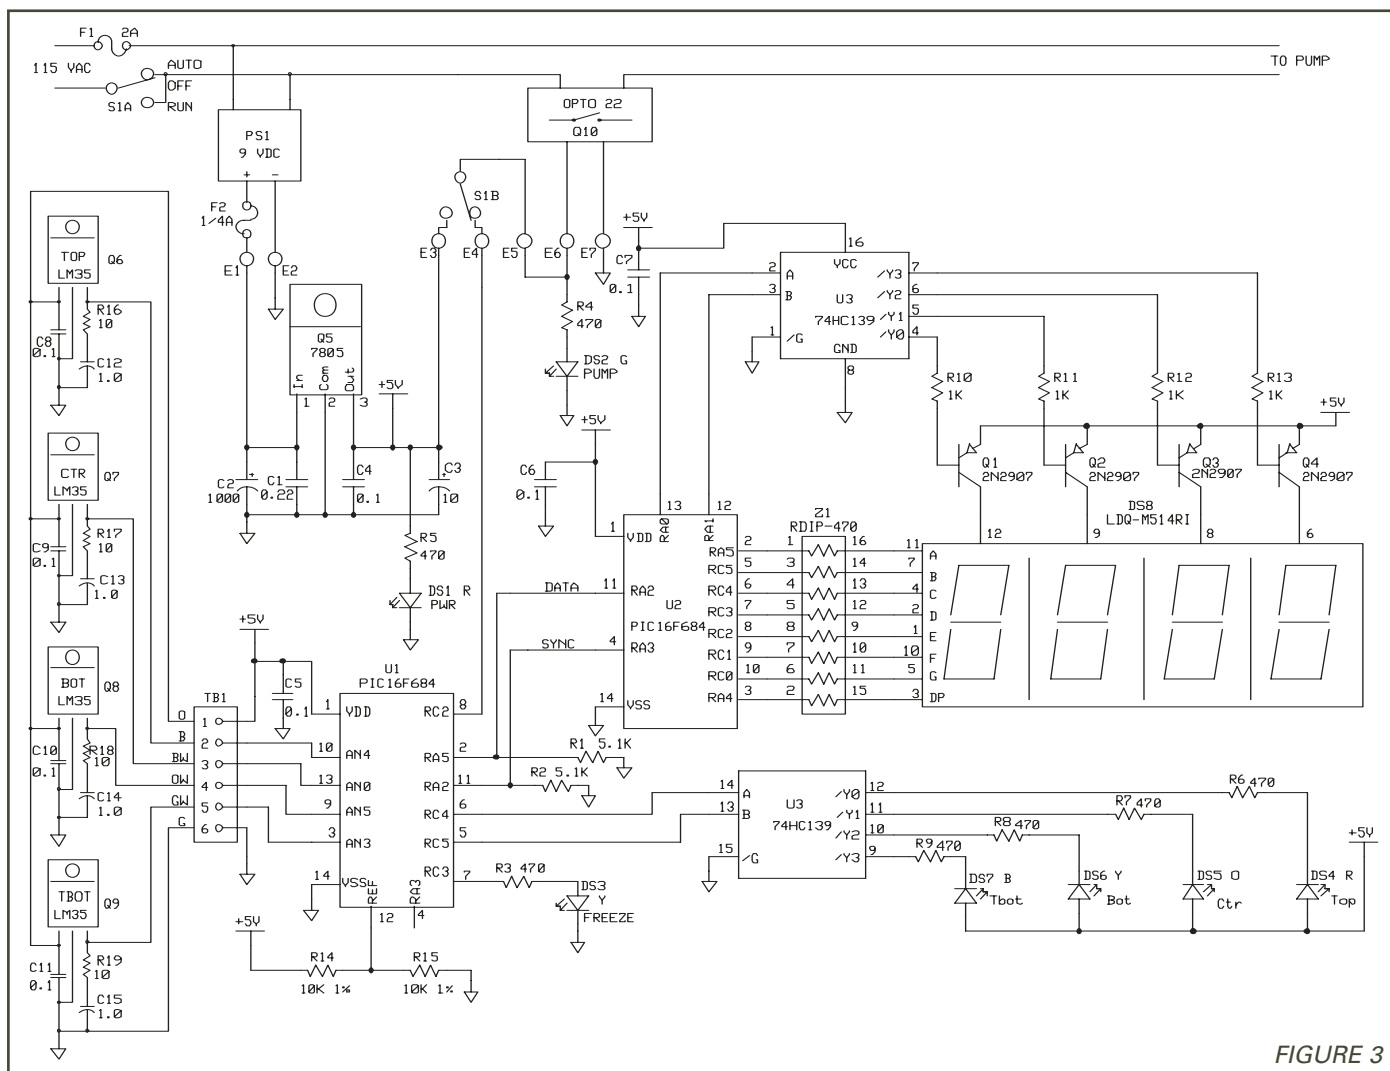 F1 2A
115 VAC
AUTO
OFF
RUN
S1A
TO PUMP
PS1
9 VDC
+ -
F2
1/4A
E1
E2
OPTO 22
Q10
S1B
E3
E4
E5
E6
E7
+5V
C7
0.1
R4
470
DS2 G
PUMP
TOP
LM35
Q6
R16
10
C8
0.1
C12
1.0
CTR
LM35
Q7
R17
10
C9
0.1
C13
1.0
BOT
LM35
Q8
R18
10
C10
0.1
C14
1.0
TBOT
LM35
Q9
R19
10
C11
0.1
C15
1.0
Q5
7805
In
Com
Out
1 2 3
+5V
C2
1000
C1
0.22
C4
0.1
C3
10
R5
470
DS1 R
PWR
16
VCC
2 A
3 B
U3
74HC139
1 /G
GND
8
/Y3 7
/Y2 6
/Y1 5
/Y0 4
R10
1K
R11
1K
R12
1K
R13
1K
+5V
Q1
2N2907
Q2
2N2907
Q3
2N2907
Q4
2N2907
DS8
LDQ-M514RI
12 9 8 6
+5V
C6
0.1
13 12
RA0 RA1
1 VDD
DATA
11 RA2
U2
PIC16F684
SYNC
4 RA3
14 VSS
RA5 2
RC5 5
RC4 6
RC3 7
RC2 8
RC1 9
RC0 10
RA4 3
Z1
RDIP-470
1 16
3 14
4 13
5 12
8 9
7 10
6 11
2 15
11 A
7 B
4 C
2 D
1 E
10 F
5 G
3 DP
+5V
C5
0.1
TB1
O 1
B 2
BW 3
OW 4
GW 5
G 6
U1
PIC16F684
1 VDD
10 AN4
13 AN0
9 AN5
3 AN3
14 VSS
REF
12
RA3
4
RC2 8
RA5 2
RA2 11
RC4 6
RC5 5
RC3 7
R1 5.1K
R2 5.1K
R3 470
DS3
Y
FREEZE
+5V
R14
10K 1%
R15
10K 1%
14 A
13 B
U3
74HC139
15 /G
/Y0 12
/Y1 11
/Y2 10
/Y3 9
R6 470
R7 470
R8 470
R9 470
+5V
DS7 B
Tbot
DS6 Y
Bot
DS5 O
Ctr
DS4 R
Top
FIGURE 3